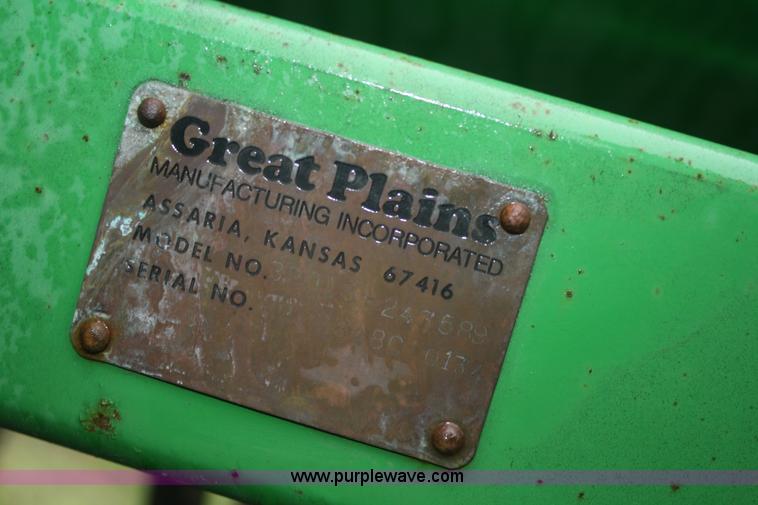 Great Plains
MANUFACTURING INCORPORATED
ASSARIA, KANSAS 67416
MODEL NO.
SERIAL NO.
www.purplewave.com